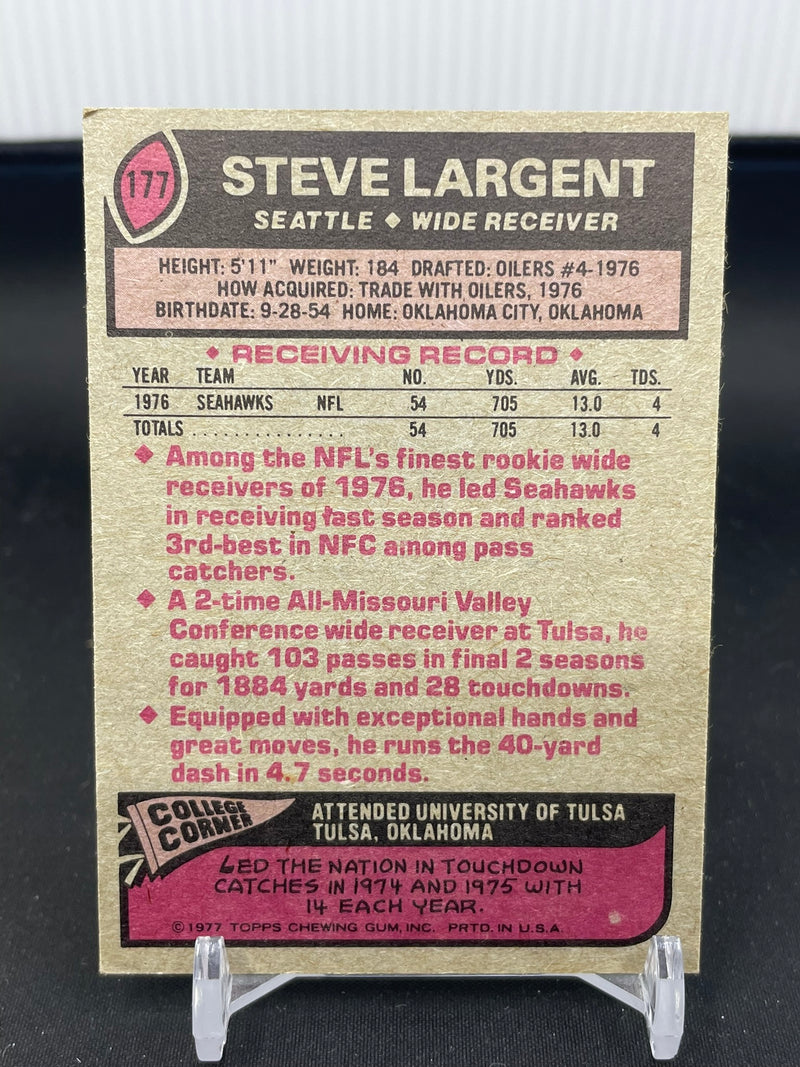 177
STEVE LARGENT
SEATTLE ◆ WIDE RECEIVER
HEIGHT: 5'11" WEIGHT: 184 DRAFTED: OILERS #4-1976
HOW ACQUIRED: TRADE WITH OILERS, 1976
BIRTHDATE: 9-28-54 HOME: OKLAHOMA CITY, OKLAHOMA
◆ RECEIVING RECORD ◆
YEAR TEAM NO. YDS. AVG. TDS.
1976 SEAHAWKS NFL 54 705 13.0 4
TOTALS . . . . . . . . . . . . . . . 54 705 13.0 4
◆ Among the NFL's finest rookie wide
receivers of 1976, he led Seahawks
in receiving last season and ranked
3rd-best in NFC among pass
catchers.
◆ A 2-time All-Missouri Valley
Conference wide receiver at Tulsa, he
caught 103 passes in final 2 seasons
for 1884 yards and 28 touchdowns.
◆ Equipped with exceptional hands and
great moves, he runs the 40-yard
dash in 4.7 seconds.
COLLEGE
CORNER
ATTENDED UNIVERSITY OF TULSA
TULSA, OKLAHOMA
LED THE NATION IN TOUCHDOWN
CATCHES IN 1974 AND 1975 WITH
14 EACH YEAR.
©1977 TOPPS CHEWING GUM, INC. PRTD. IN U.S.A.